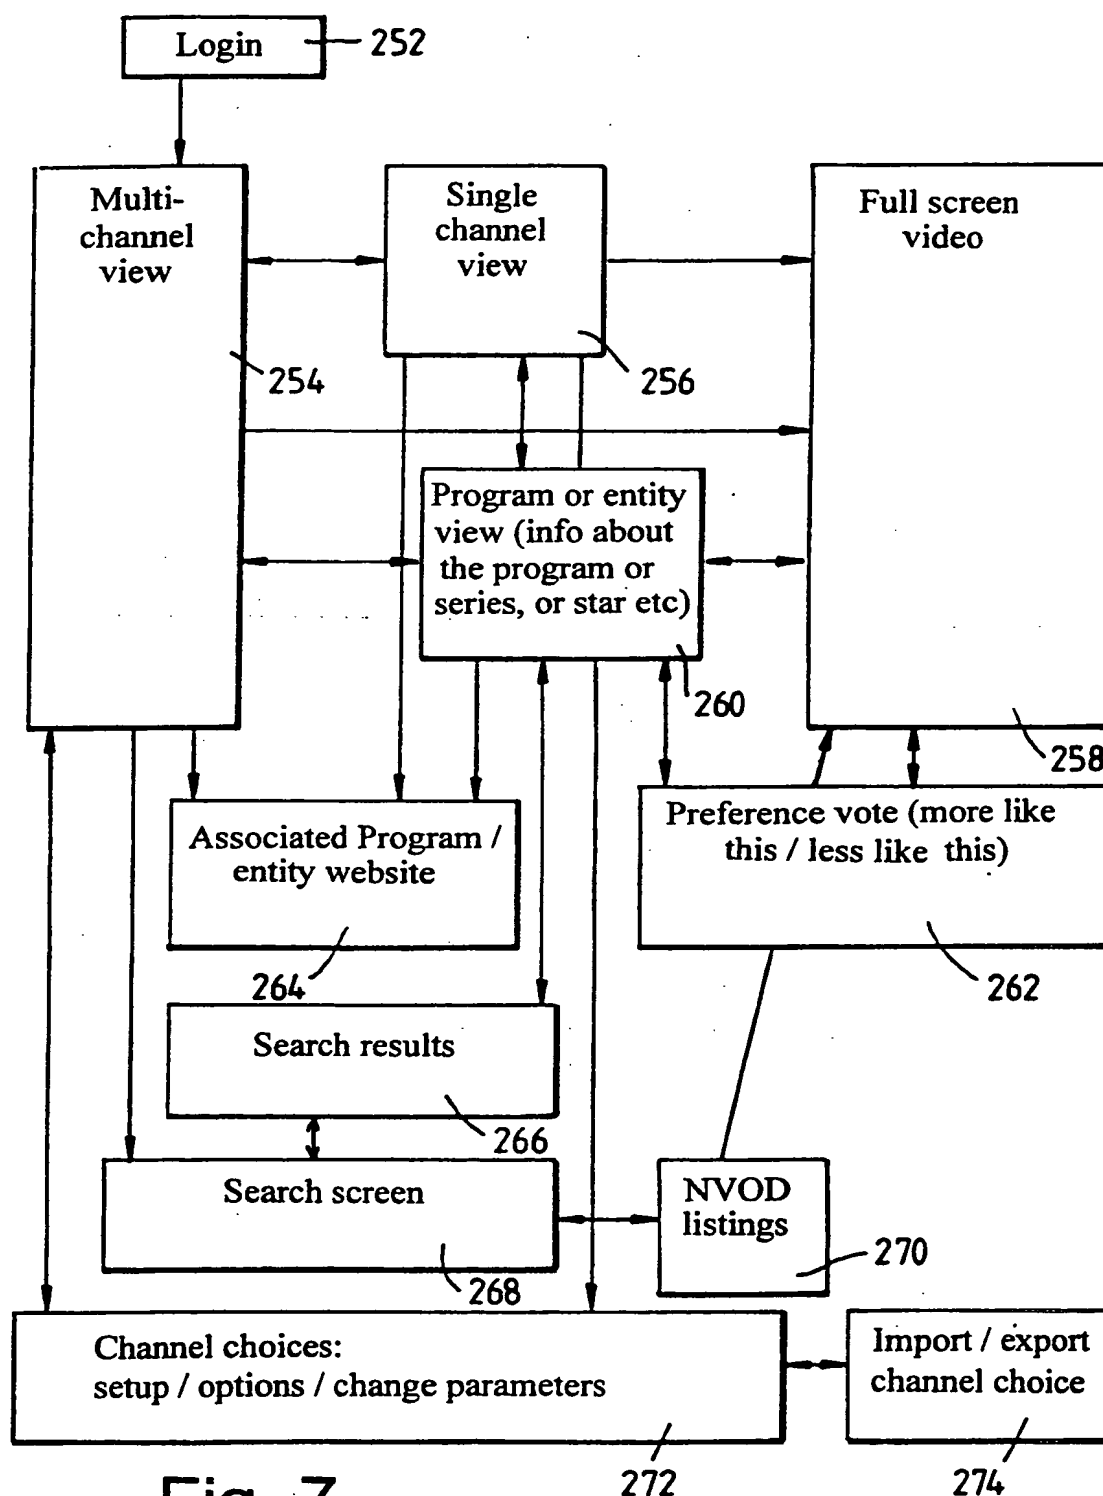 Login
252
Multi-
channel
view
254
Single
channel
view
256
Full screen
video
258
Program or entity
view (info about
the program or
series, or star etc)
260
Preference vote (more like
this / less like this)
262
Associated Program /
entity website
264
Search results
266
Search screen
268
NVOD
listings
270
Channel choices:
setup / options / change parameters
272
Import / export
channel choice
274
Fig. 7